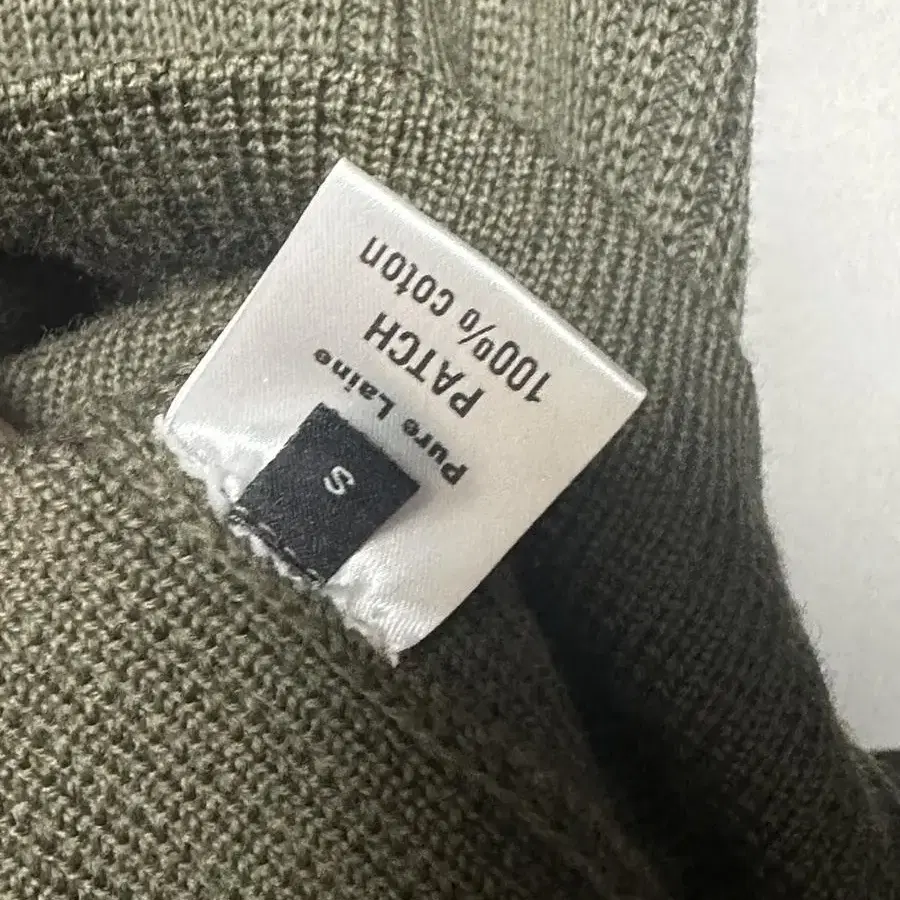 Pure Laine
PATCH
100% coton
S